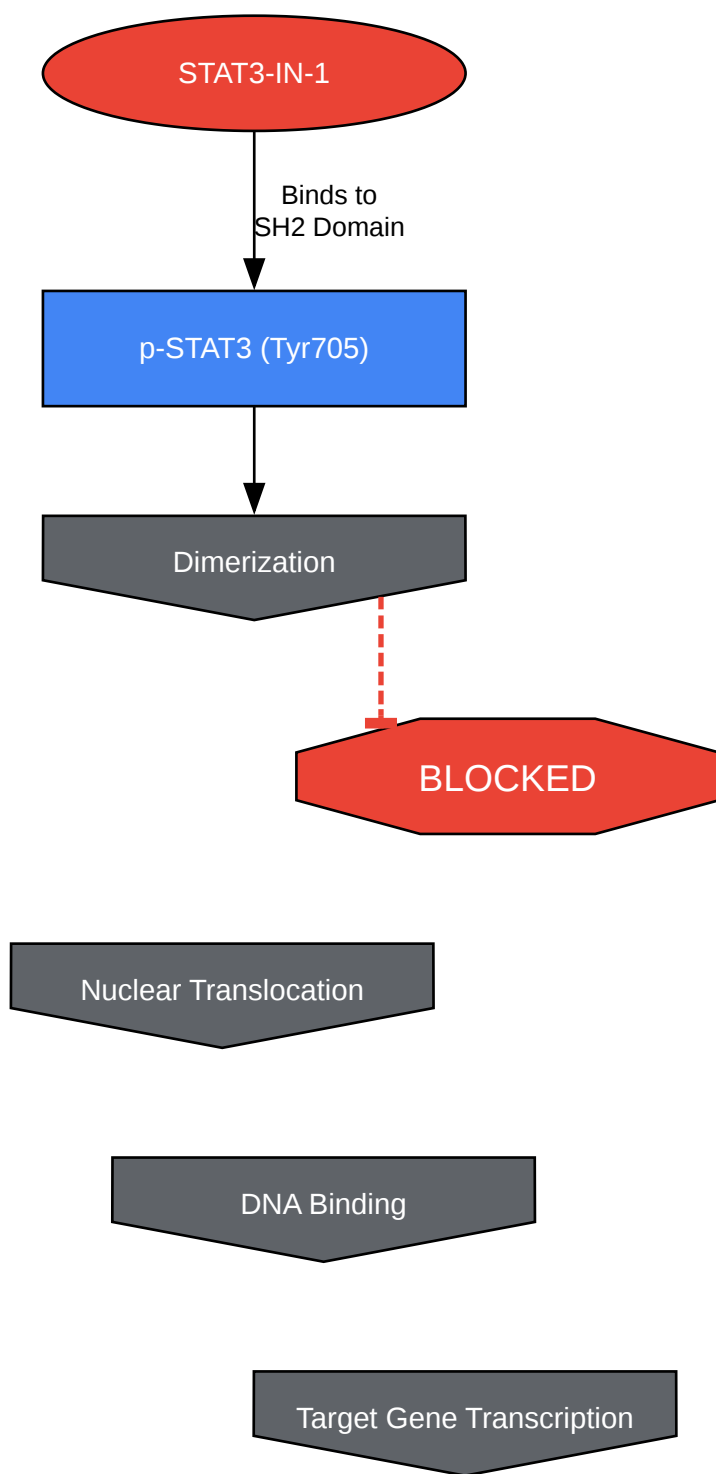 STAT3-IN-1
Binds to
SH2 Domain
p-STAT3 (Tyr705)
Dimerization
BLOCKED
Nuclear Translocation
DNA Binding
Target Gene Transcription